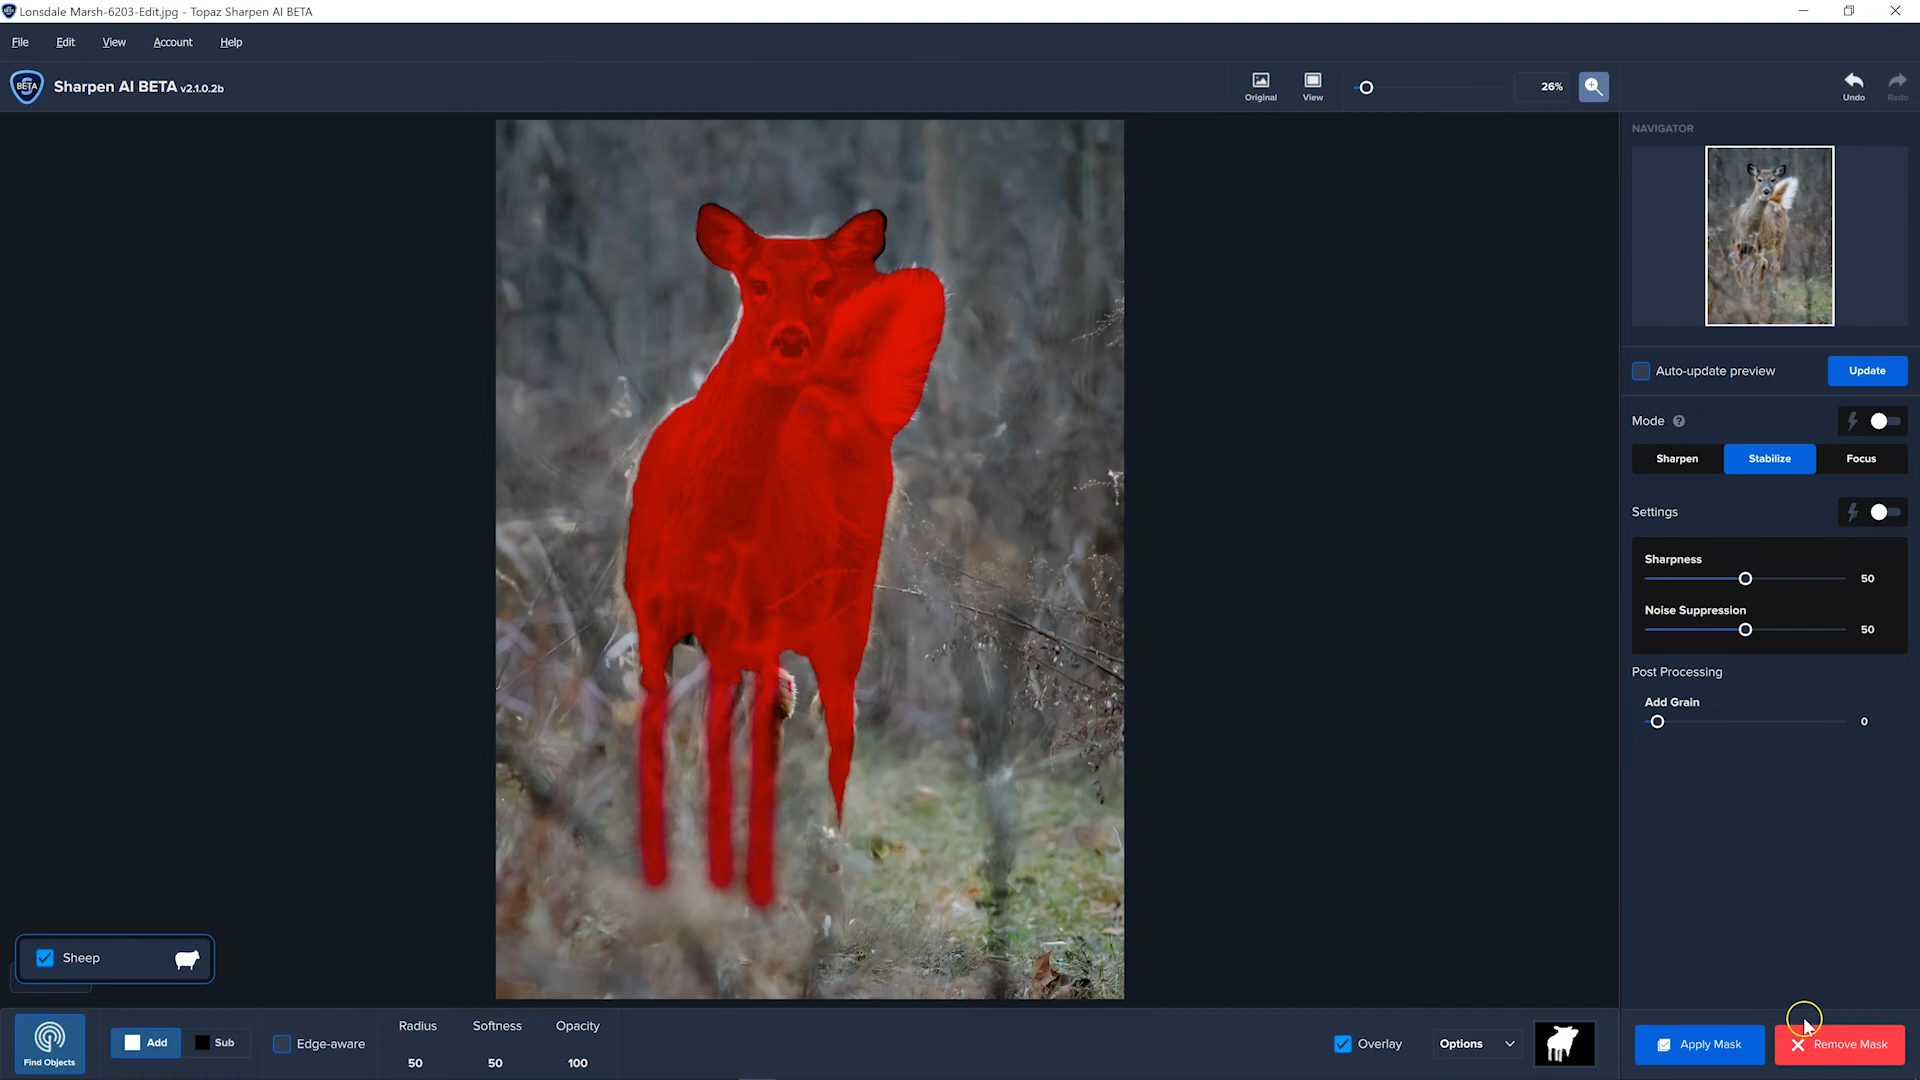 Lonsdale Marsh-6203-Edit.jpg - Topaz Sharpen AI BETA
File Edit View Account Help
BETA
Sharpen AI BETA v2.1.0.2b
Original View 26% Undo Redo
NAVIGATOR
Auto-update preview Update
Mode ?
Sharpen Stabilize Focus
Settings
Sharpness
50
Noise Suppression
50
Post Processing
Add Grain
0
Sheep
Find Objects
Add Sub
Edge-aware
Radius Softness Opacity
50 50 100
Overlay
Options
Apply Mask Remove Mask